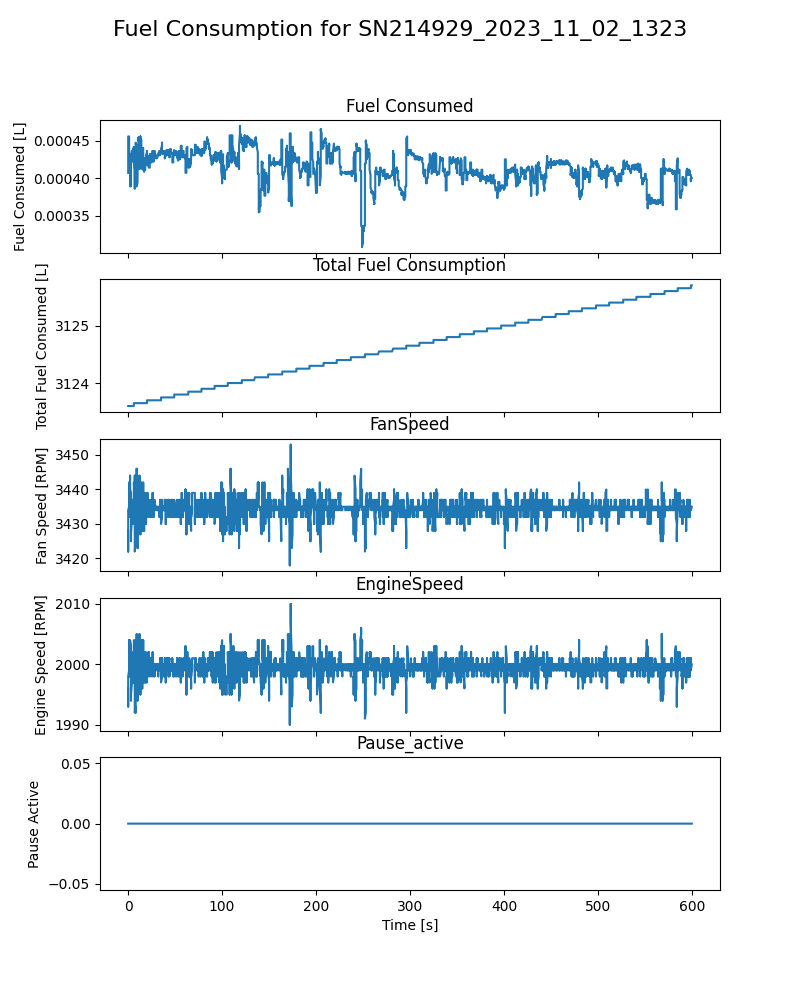 Fuel Consumption for SN214929_2023_11_02_1323
Fuel Consumed
Fuel Consumed [L]
0.00045
0.00040
0.00035
Total Fuel Consumption
Total Fuel Consumed [L]
3125
3124
FanSpeed
Fan Speed [RPM]
3450
3440
3430
3420
EngineSpeed
Engine Speed [RPM]
2010
2000
1990
Pause_active
Pause Active
0.05
0.00
−0.05
0 100 200 300 400 500 600
Time [s]